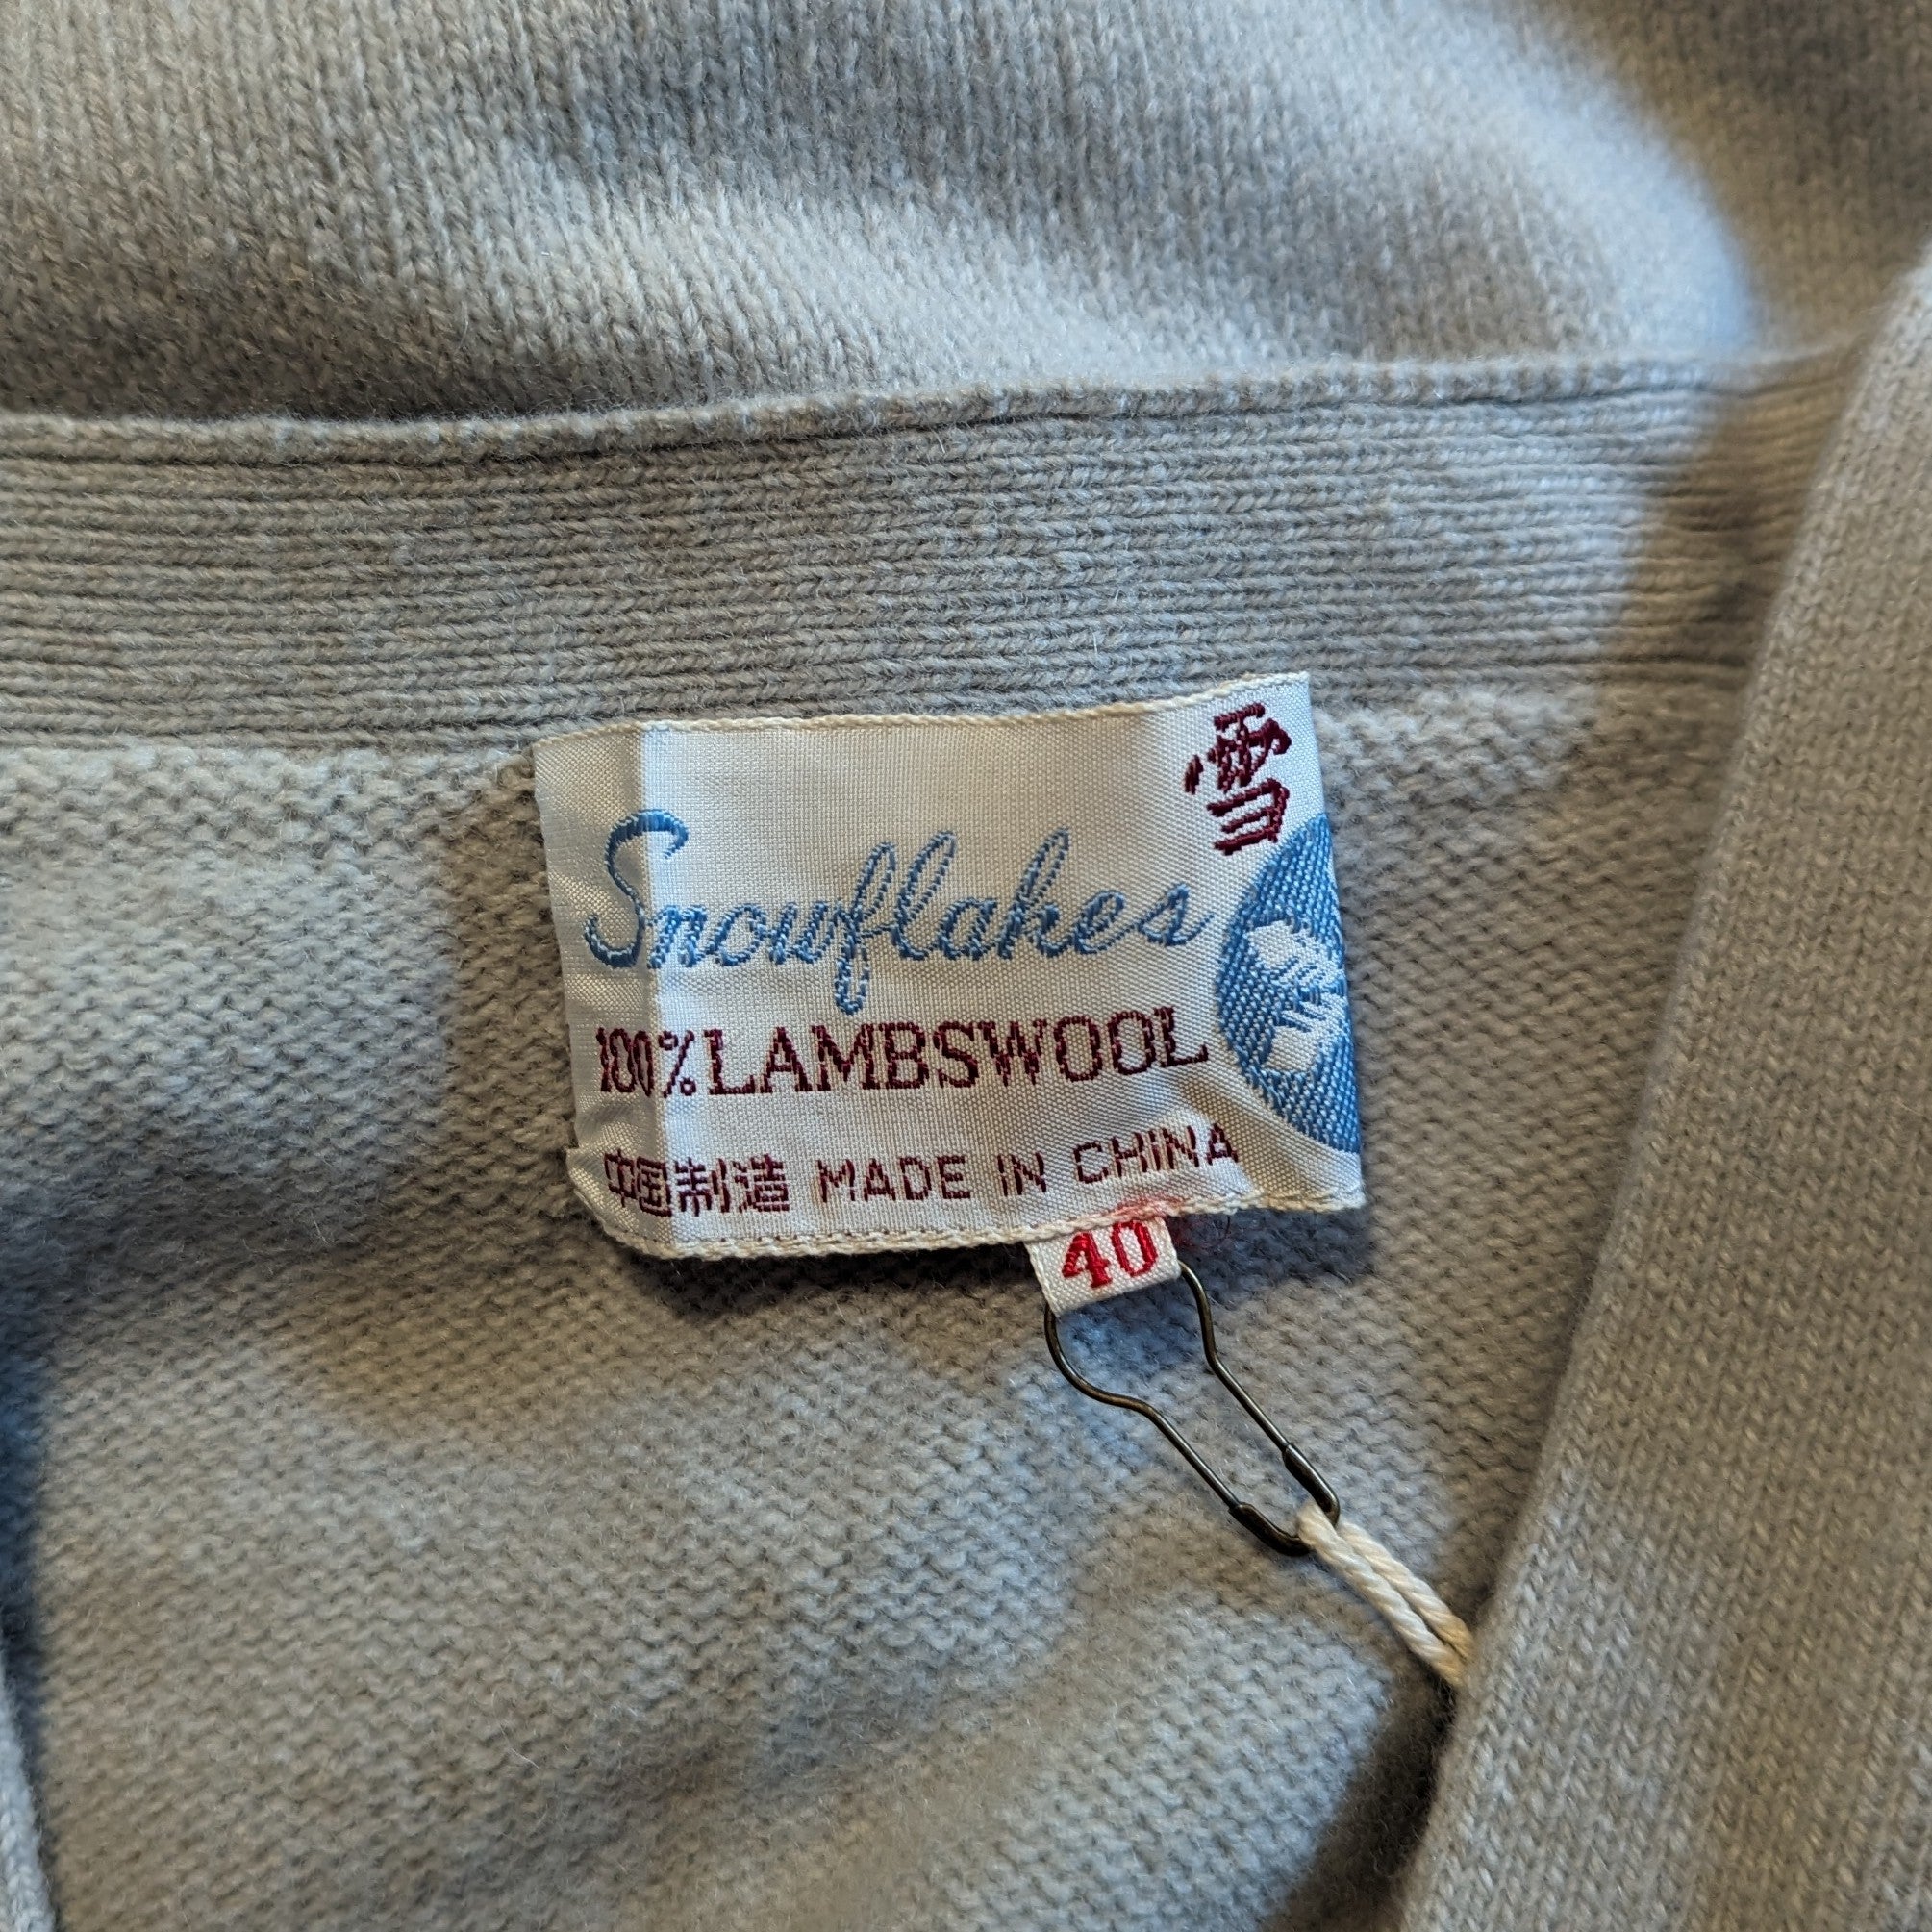 雪
Snowflakes
100% LAMBSWOOL
中国制造 MADE IN CHINA
40